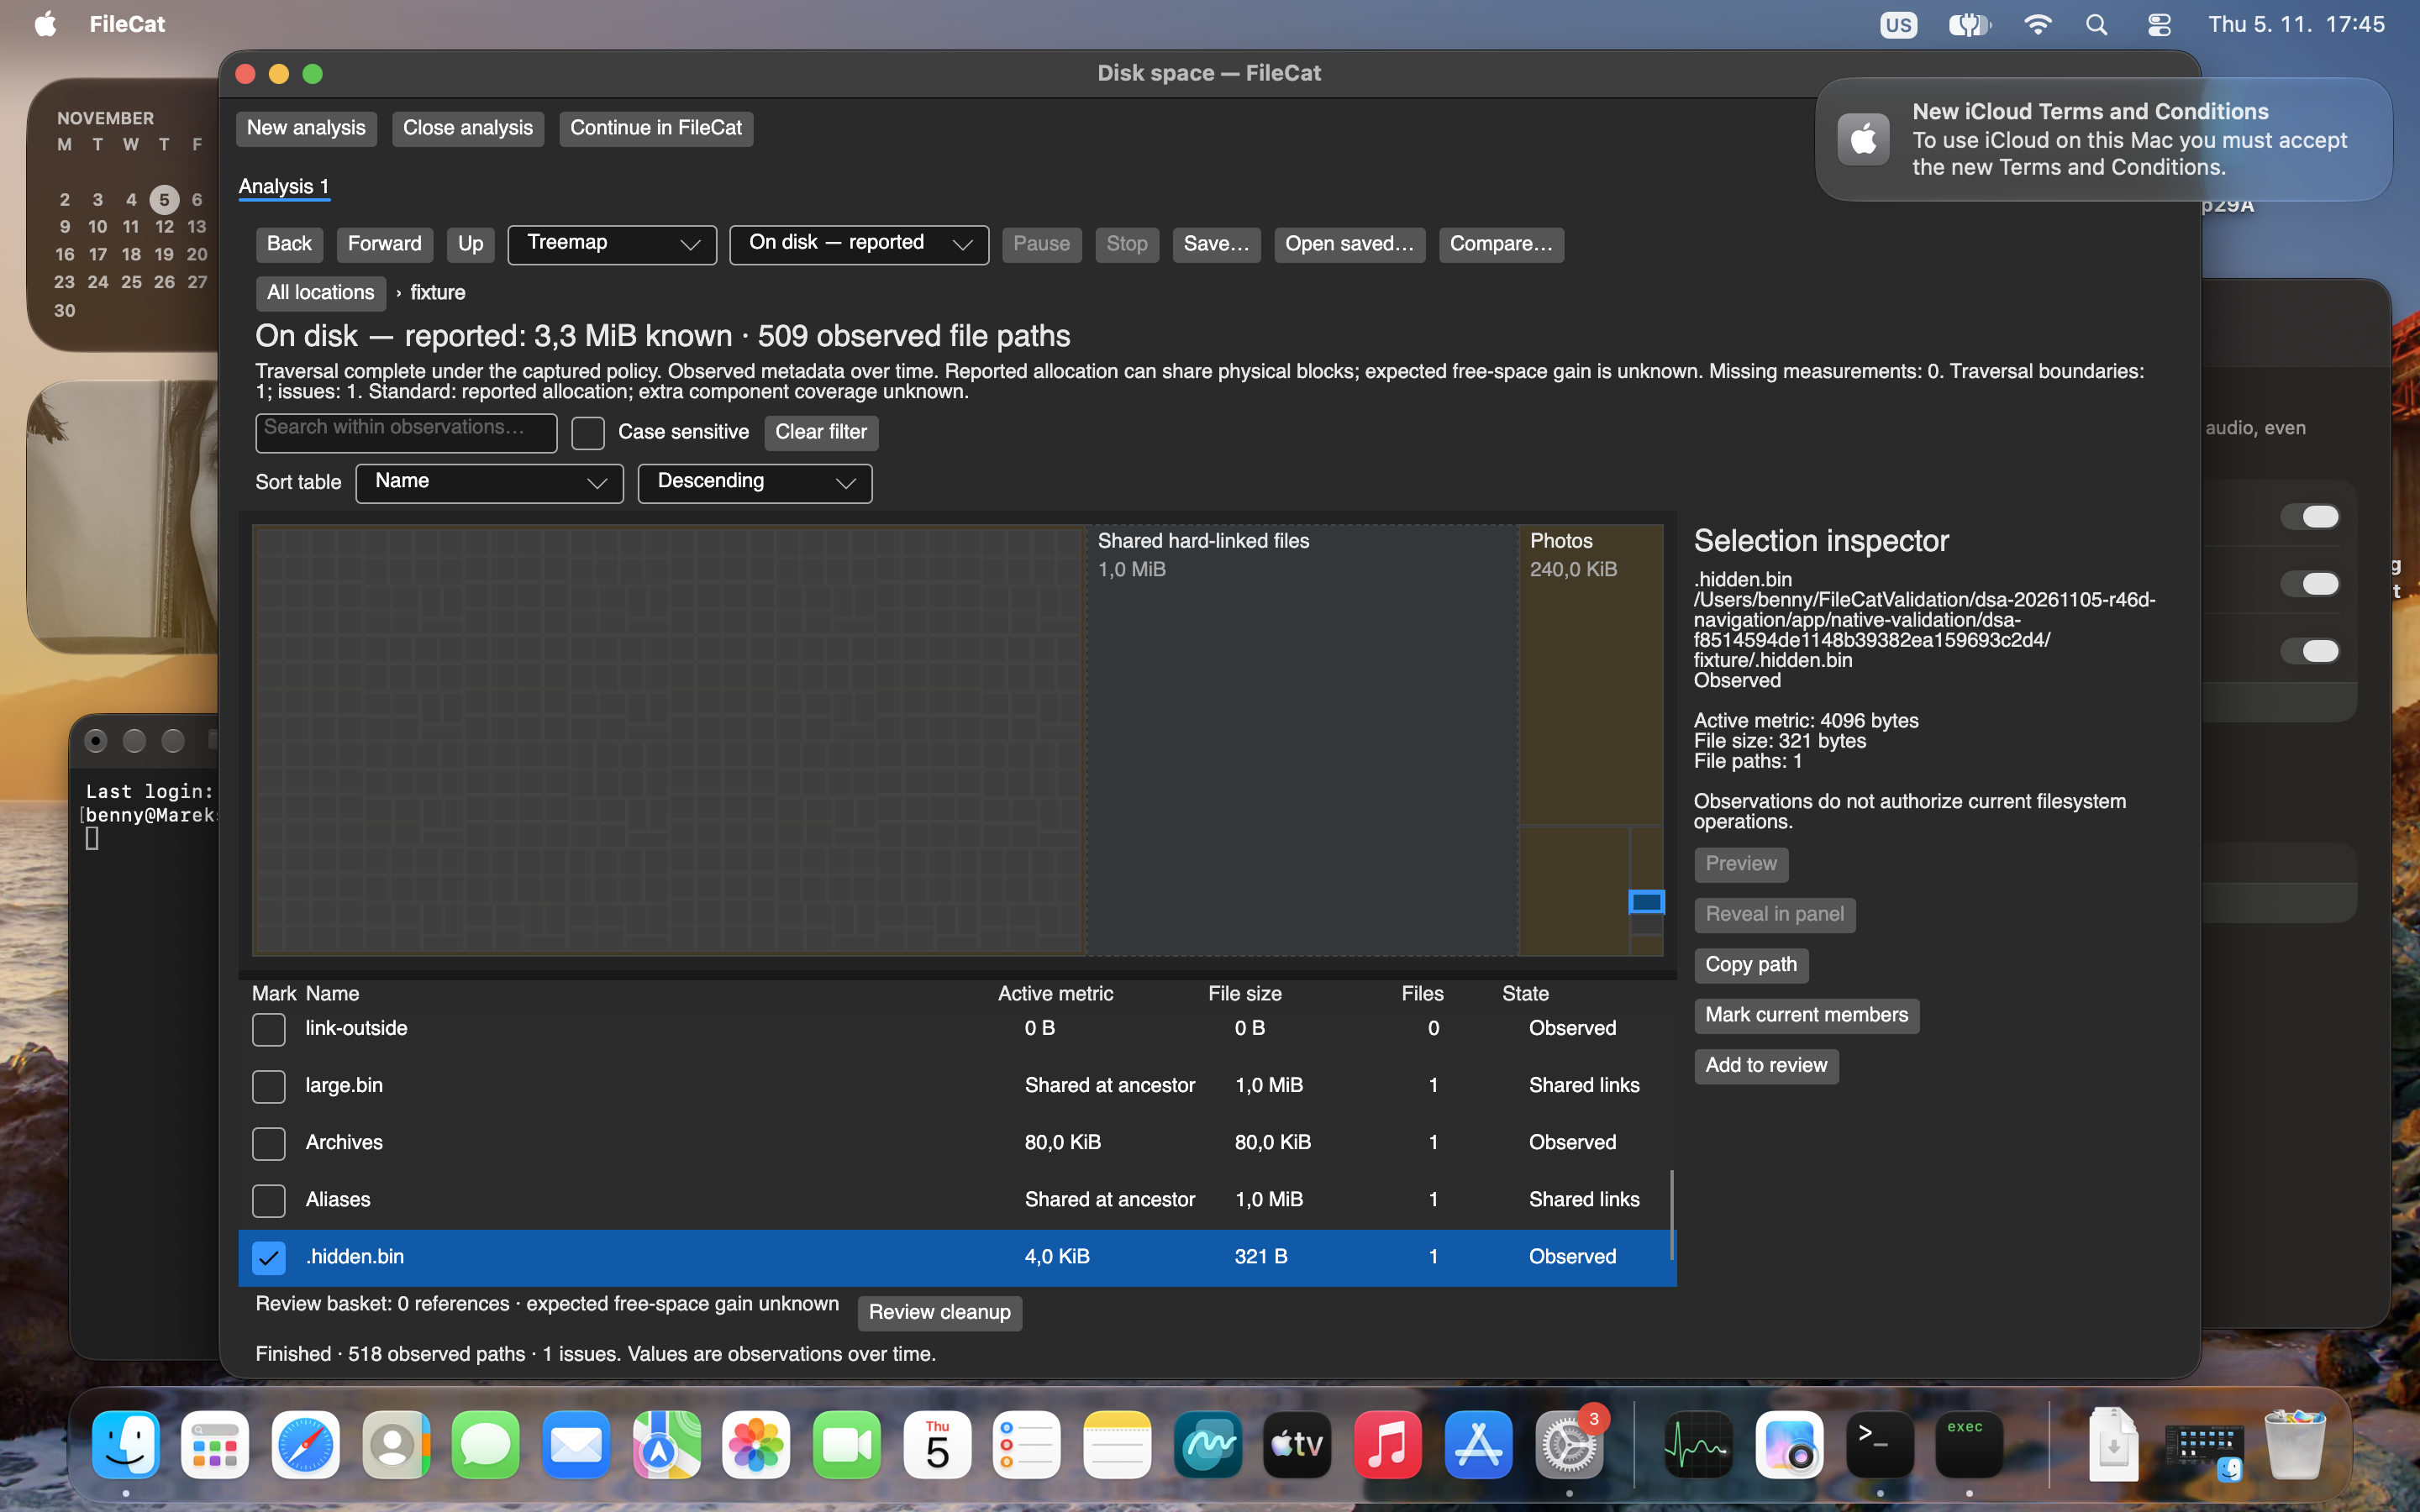 FileCat
US
Thu 5. 11. 17:45
Disk space — FileCat
New analysis
Close analysis
Continue in FileCat
New iCloud Terms and Conditions
To use iCloud on this Mac you must accept
the new Terms and Conditions.
NOVEMBER
M T W T F
2 3 4 5 6
9 10 11 12 13
16 17 18 19 20
23 24 25 26 27
30
Analysis 1
p29A
Back
Forward
Up
Treemap
On disk — reported
Pause
Stop
Save…
Open saved…
Compare…
All locations › fixture
On disk — reported: 3,3 MiB known · 509 observed file paths
Traversal complete under the captured policy. Observed metadata over time. Reported allocation can share physical blocks; expected free-space gain is unknown. Missing measurements: 0. Traversal boundaries:
1; issues: 1. Standard: reported allocation; extra component coverage unknown.
Search within observations…
Case sensitive
Clear filter
audio, even
Sort table
Name
Descending
Shared hard-linked files
1,0 MiB
Photos
240,0 KiB
Selection inspector
.hidden.bin
/Users/benny/FileCatValidation/dsa-20261105-r46d-
navigation/app/native-validation/dsa-
f8514594de1148b39382ea159693c2d4/
fixture/.hidden.bin
Observed
Active metric: 4096 bytes
File size: 321 bytes
File paths: 1
Observations do not authorize current filesystem
operations.
Preview
Reveal in panel
Copy path
Mark current members
Add to review
g
t
Last login:
[benny@Marek
Mark Name Active metric File size Files State
link-outside 0 B 0 B 0 Observed
large.bin Shared at ancestor 1,0 MiB 1 Shared links
Archives 80,0 KiB 80,0 KiB 1 Observed
Aliases Shared at ancestor 1,0 MiB 1 Shared links
.hidden.bin 4,0 KiB 321 B 1 Observed
Review basket: 0 references · expected free-space gain unknown
Review cleanup
Finished · 518 observed paths · 1 issues. Values are observations over time.
Thu
5
tv
3
>_
exec